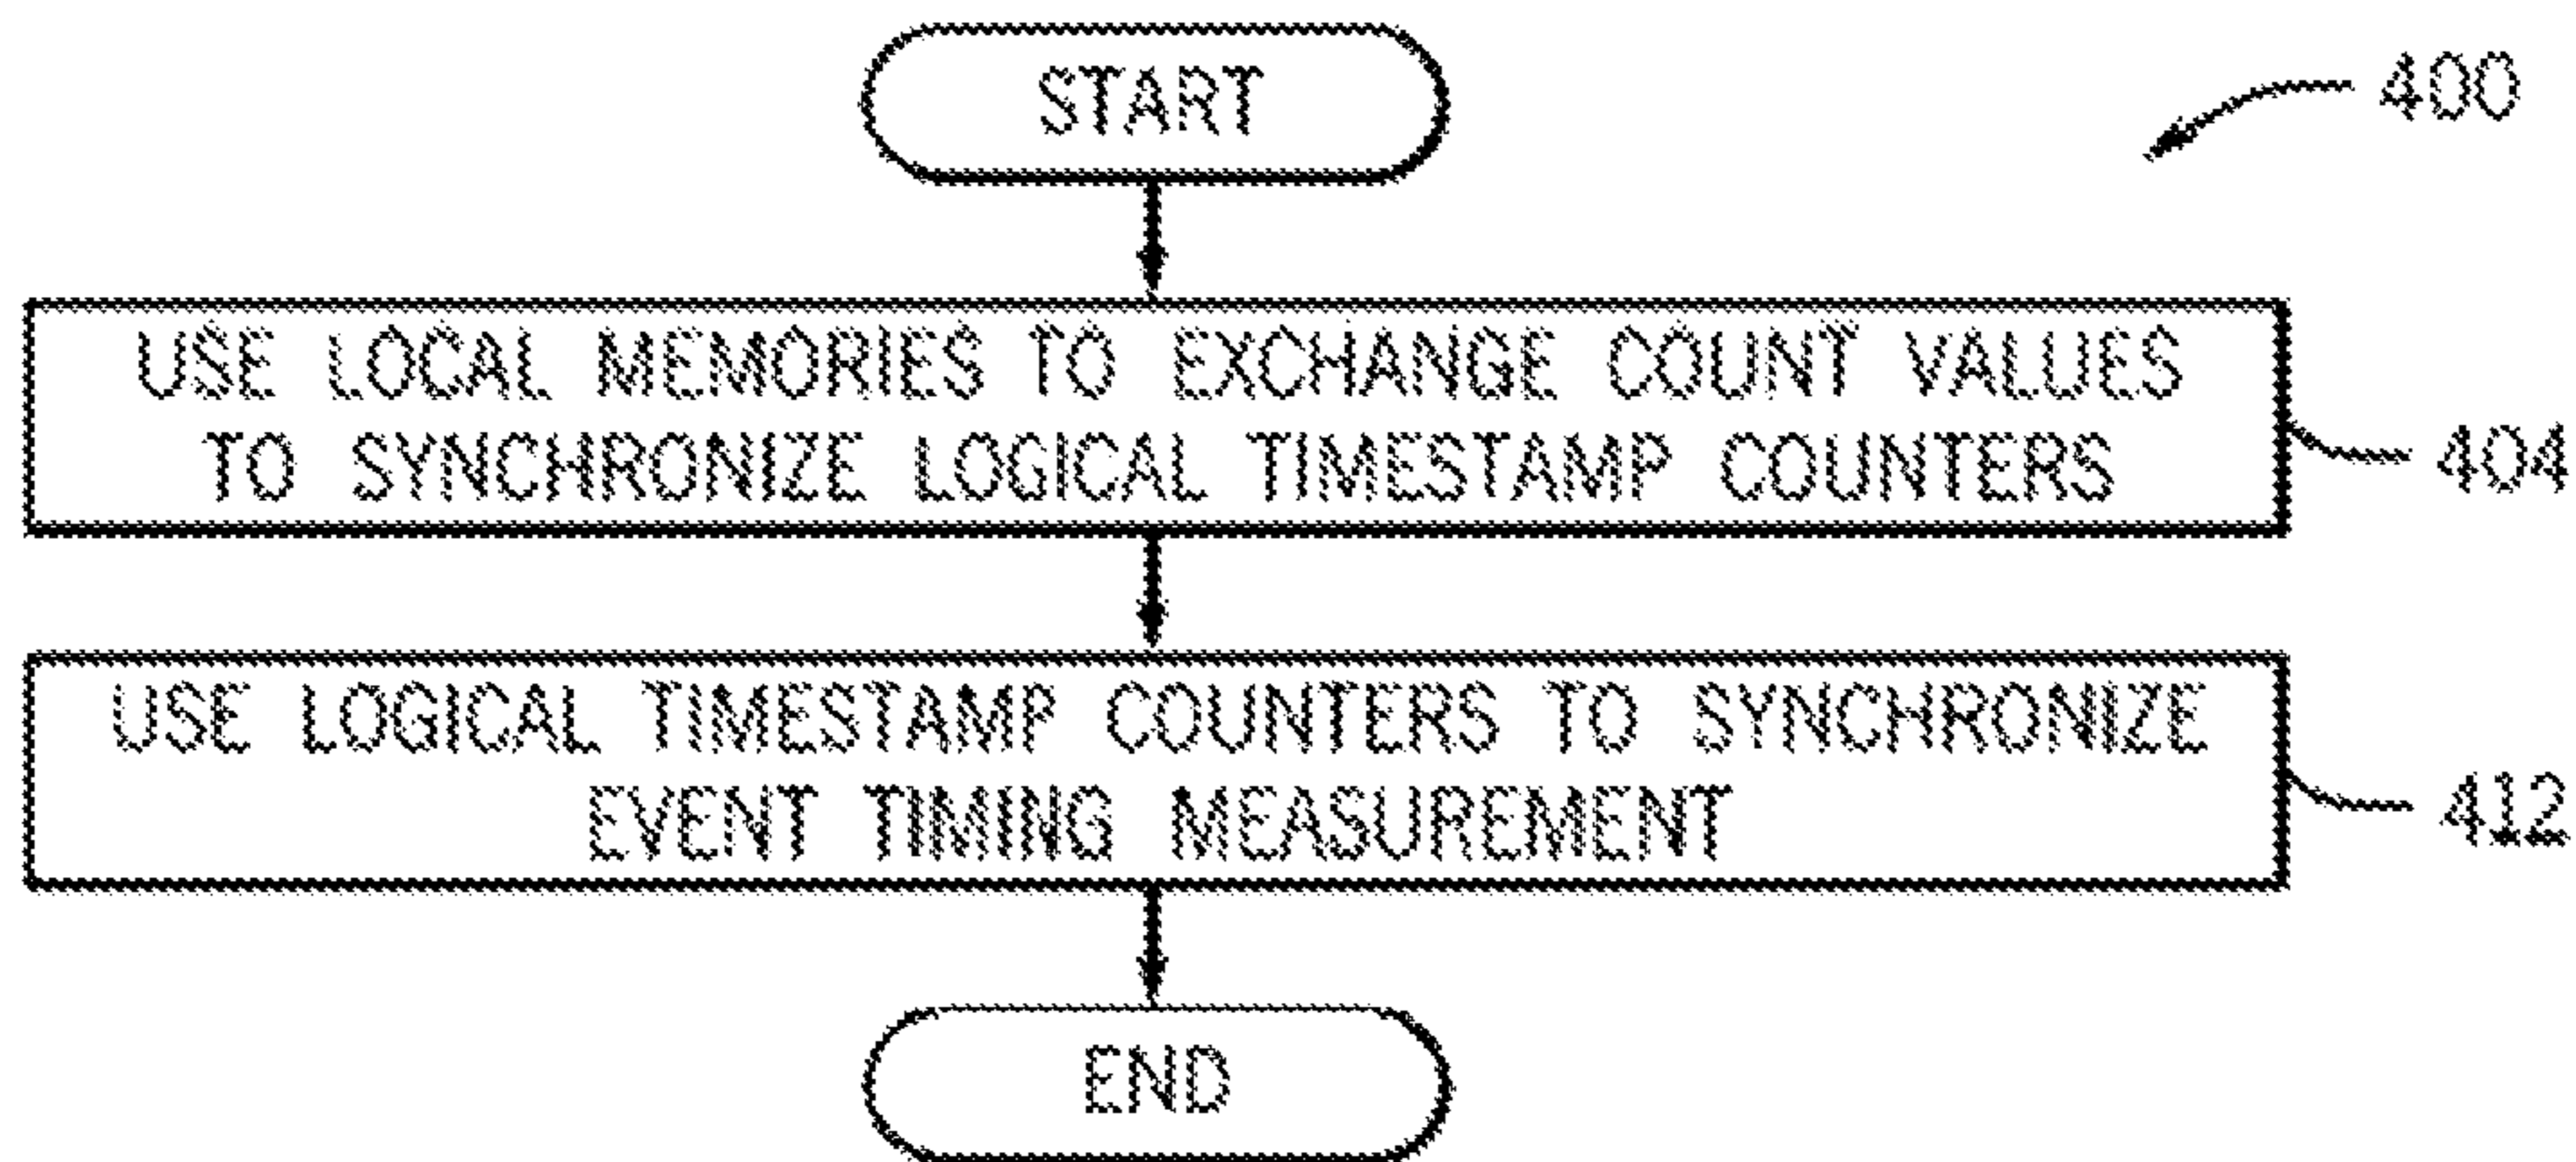 START
400
USE LOCAL MEMORIES TO EXCHANGE COUNT VALUES
TO SYNCHRONIZE LOGICAL TIMESTAMP COUNTERS
404
USE LOGICAL TIMESTAMP COUNTERS TO SYNCHRONIZE
EVENT TIMING MEASUREMENT
412
END